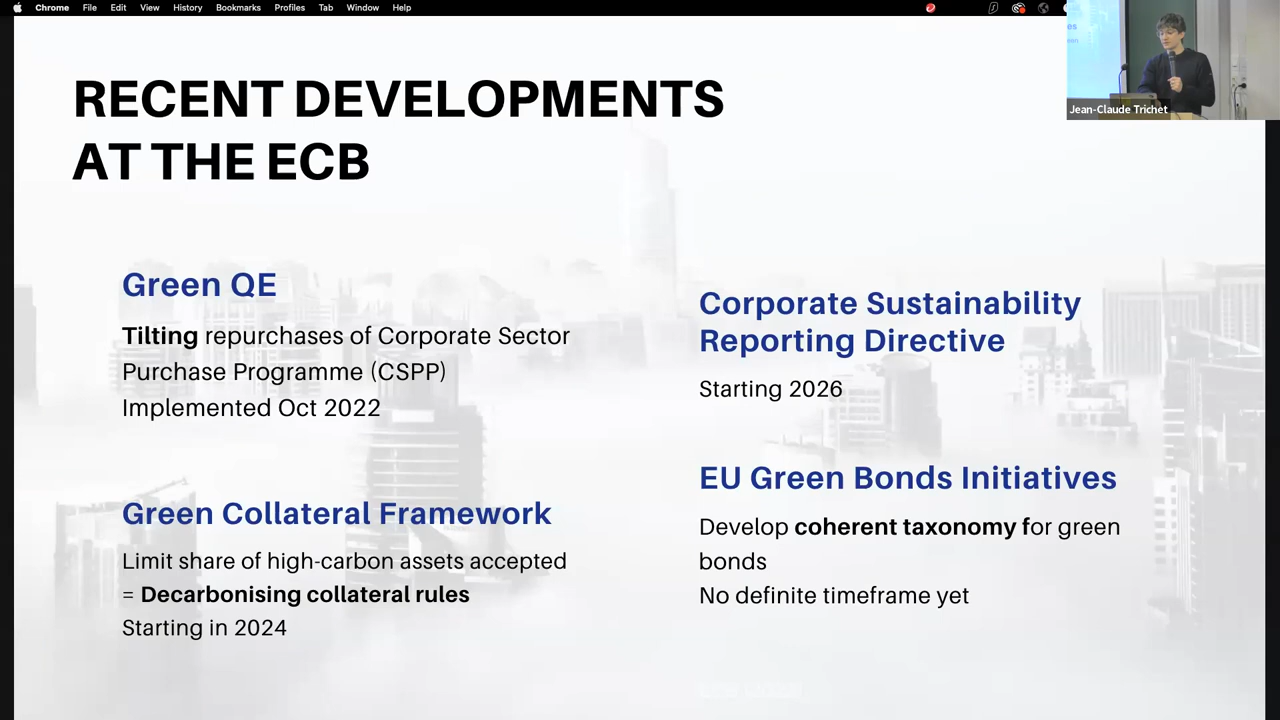 Chrome File Edit View History Bookmarks Profiles Tab Window Help
Jean-Claude Trichet
RECENT DEVELOPMENTS
AT THE ECB
Green QE
Tilting repurchases of Corporate Sector
Purchase Programme (CSPP)
Implemented Oct 2022
Green Collateral Framework
Limit share of high-carbon assets accepted
= Decarbonising collateral rules
Starting in 2024
Corporate Sustainability
Reporting Directive
Starting 2026
EU Green Bonds Initiatives
Develop coherent taxonomy for green
bonds
No definite timeframe yet